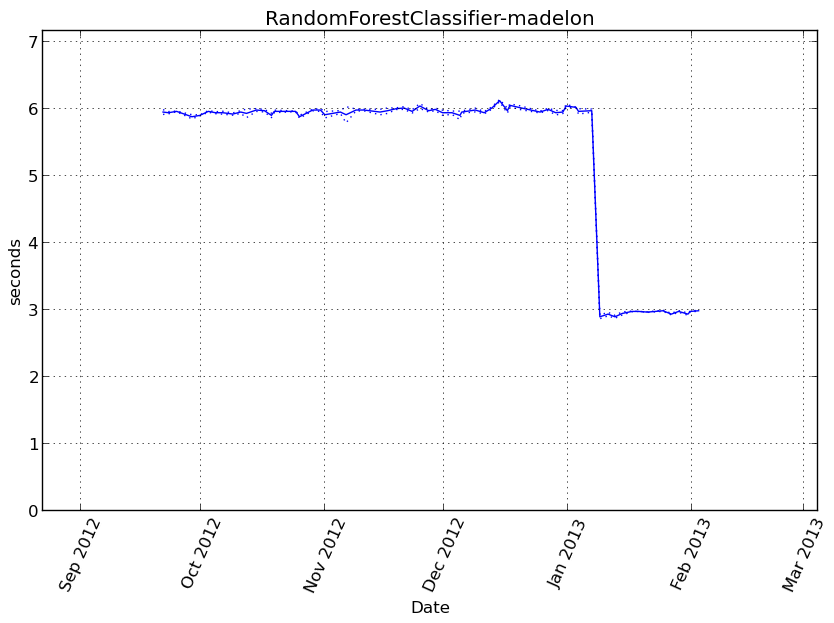 RandomForestClassifier-madelon
7
6
5
4
3
2
1
0
seconds
Sep 2012
Oct 2012
Nov 2012
Dec 2012
Jan 2013
Feb 2013
Mar 2013
Date